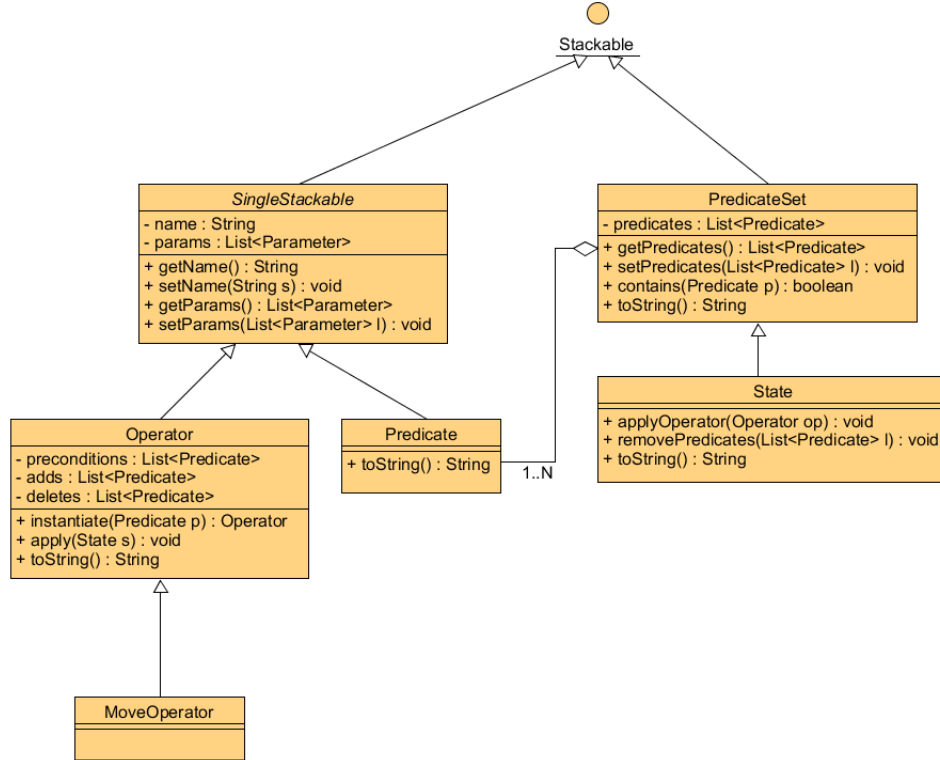 Stackable
SingleStackable
- name : String
- params : List<Parameter>
+ getName() : String
+ setName(String s) : void
+ getParams() : List<Parameter>
+ setParams(List<Parameter> l) : void
PredicateSet
- predicates : List<Predicate>
+ getPredicates() : List<Predicate>
+ setPredicates(List<Predicate> l) : void
+ contains(Predicate p) : boolean
+ toString() : String
State
+ applyOperator(Operator op) : void
+ removePredicates(List<Predicate> l) : void
+ toString() : String
Operator
- preconditions : List<Predicate>
- adds : List<Predicate>
- deletes : List<Predicate>
+ instantiate(Predicate p) : Operator
+ apply(State s) : void
+ toString() : String
Predicate
+ toString() : String
1..N
MoveOperator